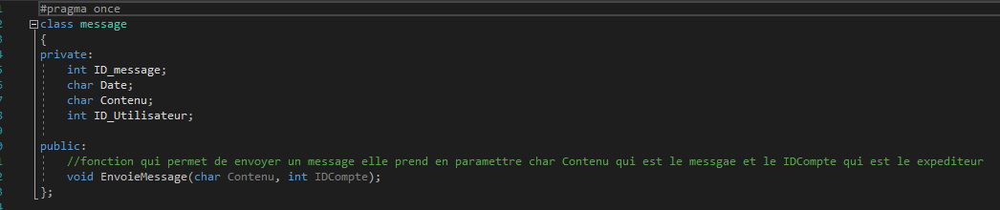 #pragma once
class message
{
private:
int ID_message;
char Date;
char Contenu;
int ID_Utilisateur;
public:
//fonction qui permet de envoyer un message elle prend en paramettre char Contenu qui est le messgae et le IDCompte qui est le expediteur
void EnvoieMessage(char Contenu, int IDCompte);
};